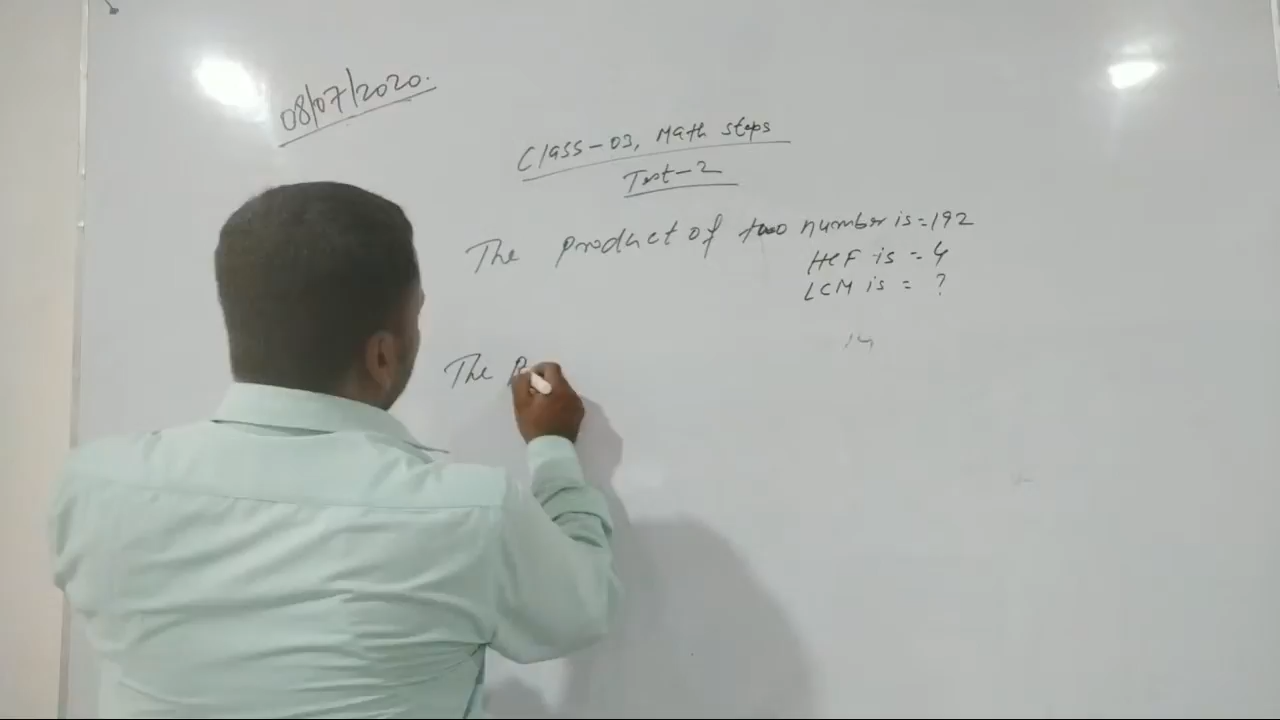 08/07/2020.
Class-03, Math steps
Test-2
The product of two number is = 192
HCF is = 4
LCM is = ?
The